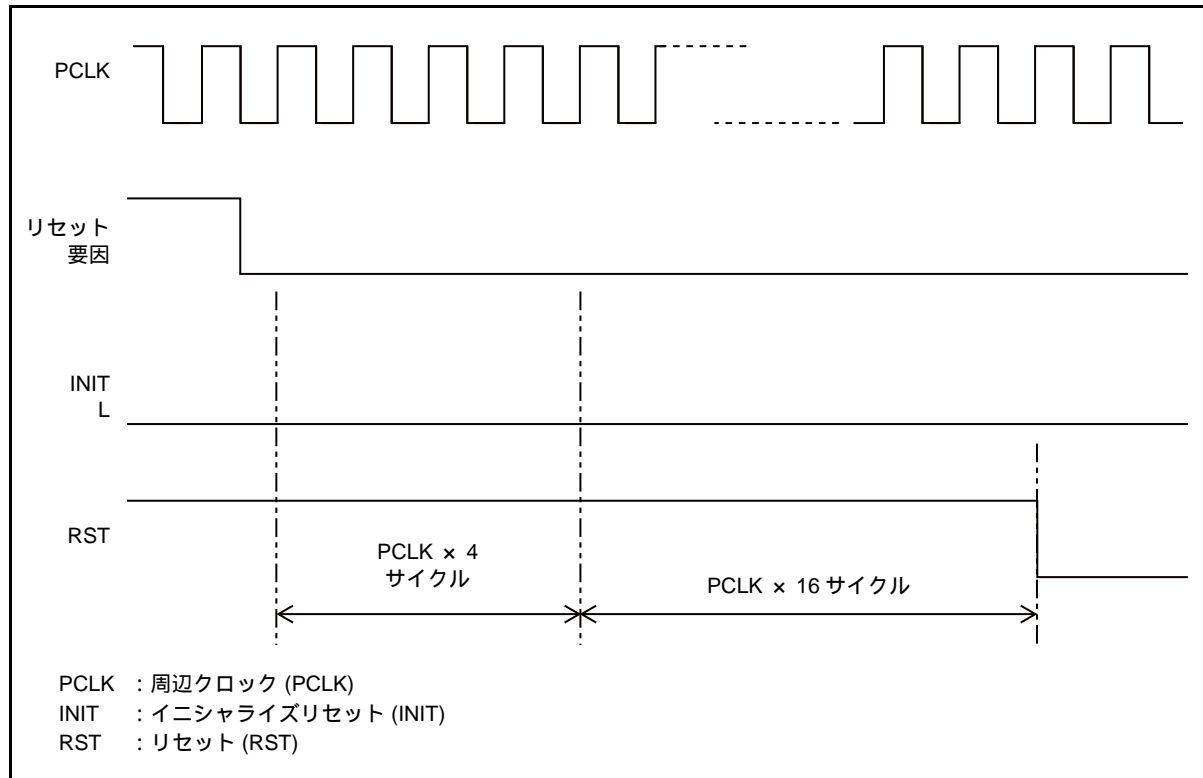 PCLK
リセット
要因
INIT
L
RST
PCLK × 4
サイクル
PCLK × 16 サイクル
PCLK : 周辺クロック (PCLK)
INIT : イニシャライズリセット (INIT)
RST : リセット (RST)